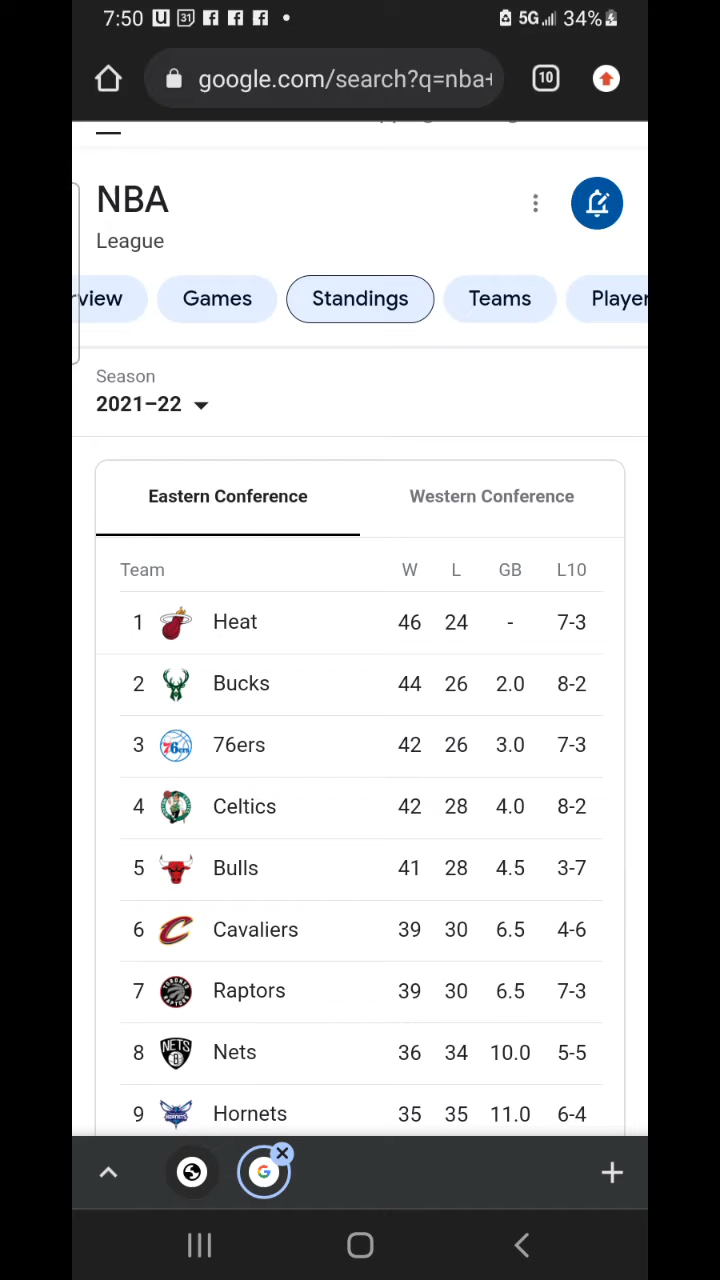 7:50 31 5G 34%
google.com/search?q=nba+ 10
NBA
League
rview Games Standings Teams Player
Season
2021–22
Eastern Conference Western Conference
Team W L GB L10
1 Heat 46 24 - 7-3
2 Bucks 44 26 2.0 8-2
3 76ers 42 26 3.0 7-3
4 Celtics 42 28 4.0 8-2
5 Bulls 41 28 4.5 3-7
6 Cavaliers 39 30 6.5 4-6
7 Raptors 39 30 6.5 7-3
8 NETS B Nets 36 34 10.0 5-5
9 Hornets 35 35 11.0 6-4